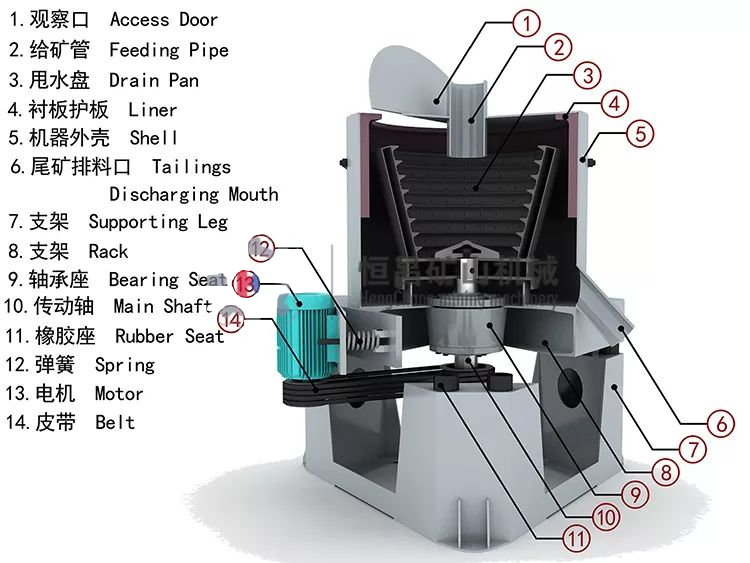 1. 观察口 Access Door
2. 给矿管 Feeding Pipe
3. 甩水盘 Drain Pan
4. 衬板护板 Liner
5. 机器外壳 Shell
6. 尾矿排料口 Tailings
Discharging Mouth
7. 支架 Supporting Leg
8. 支架 Rack
9. 轴承座 Bearing Seat
10. 传动轴 Main Shaft
11. 橡胶座 Rubber Seat
12. 弹簧 Spring
13. 电机 Motor
14. 皮带 Belt
1
2
3
4
5
12
13
14
6
7
8
9
10
11